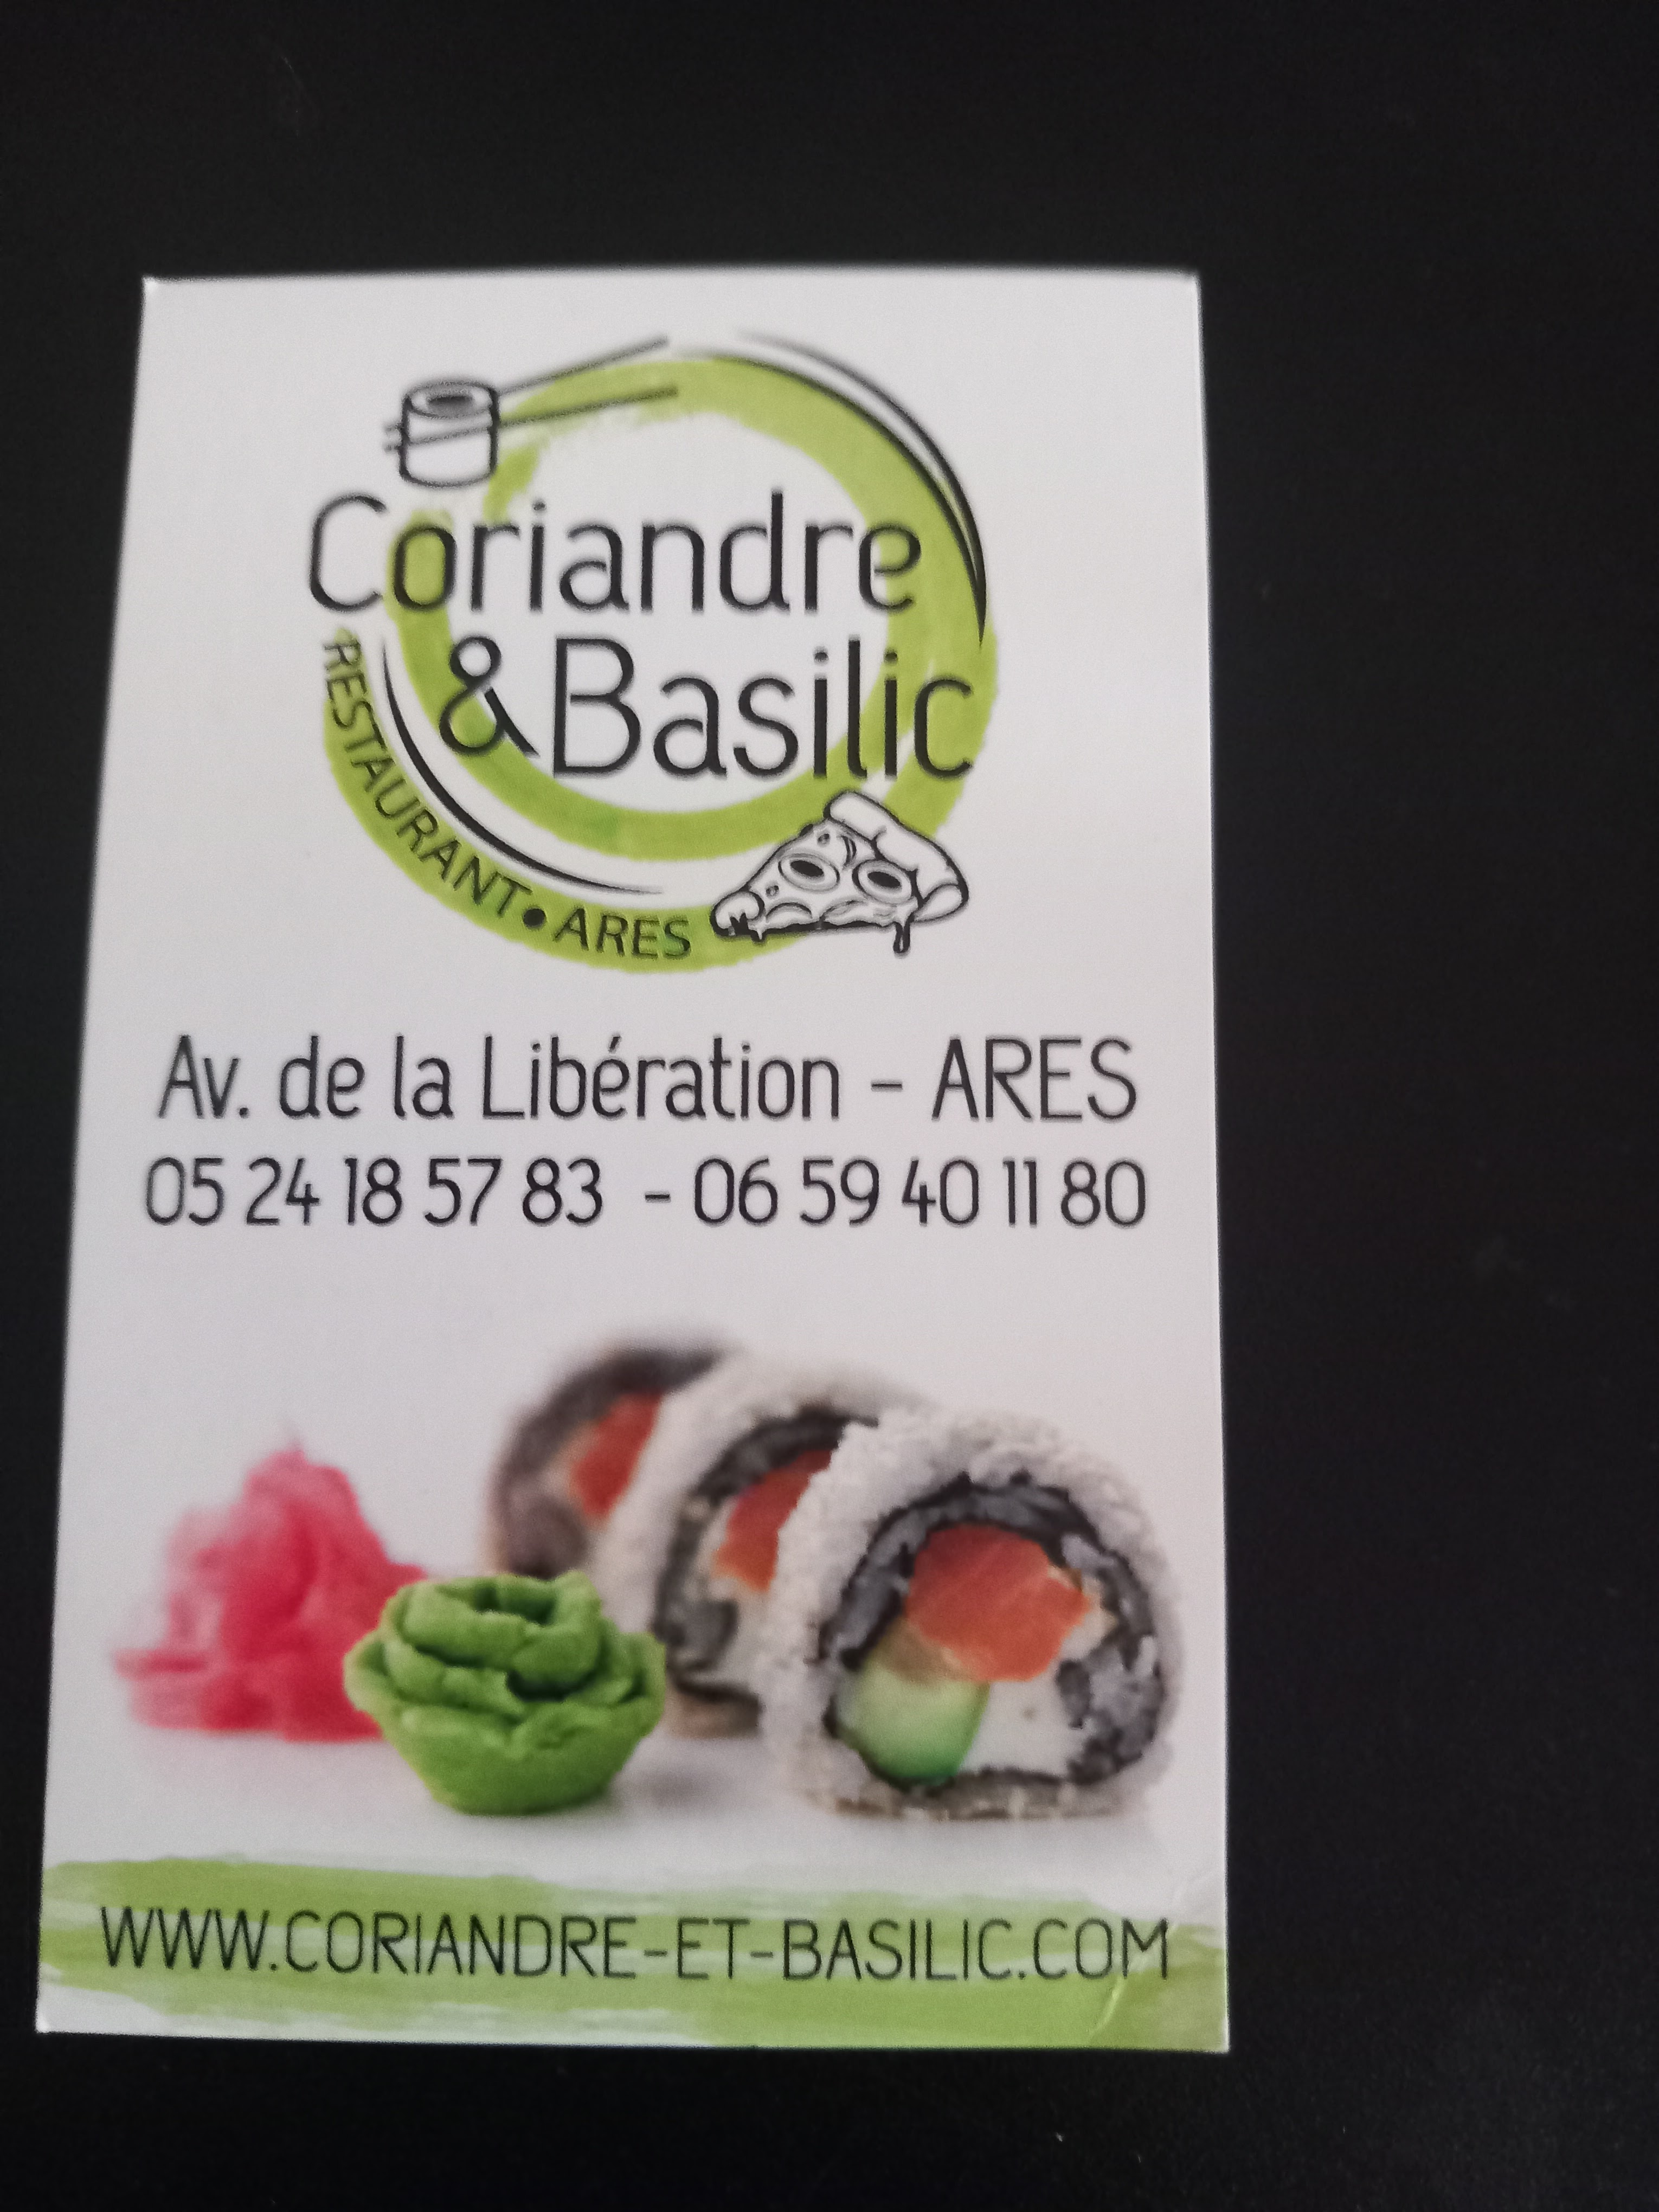 Coriandre
& Basilic
RESTAURANT • ARES
Av. de la Libération - ARES
05 24 18 57 83 - 06 59 40 11 80
WWW.CORIANDRE-ET-BASILIC.COM